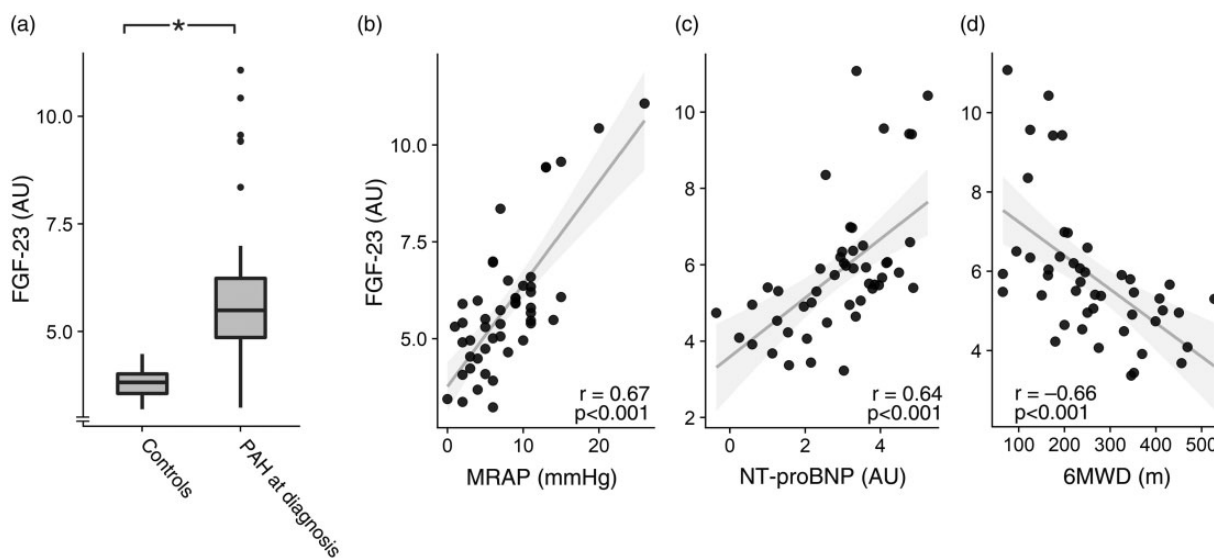 (a)
*
FGF-23 (AU)
10.0
7.5
5.0
Controls
PAH at diagnosis
(b)
FGF-23 (AU)
10.0
7.5
5.0
r = 0.67
p<0.001
0
10
20
MRAP (mmHg)
(c)
10
8
6
4
2
r = 0.64
p<0.001
0
2
4
NT-proBNP (AU)
(d)
10
8
6
4
r = −0.66
p<0.001
100
200
300
400
500
6MWD (m)